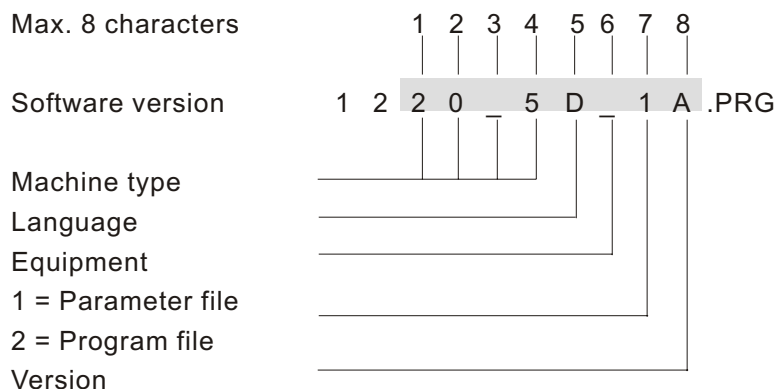 Max. 8 characters 1 2 3 4 5 6 7 8
Software version 1 2 2 0 _ 5 D _ 1 A .PRG
Machine type
Language
Equipment
1 = Parameter file
2 = Program file
Version